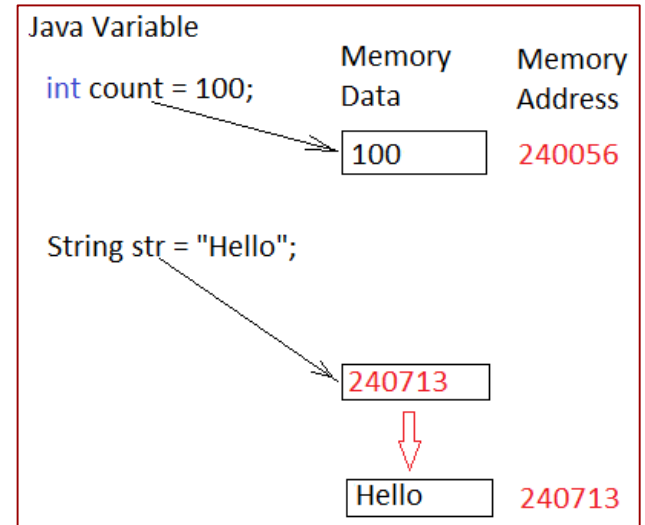 Java Variable
Memory Data
Memory Address
int count = 100;
100
240056
String str = "Hello";
240713
Hello
240713